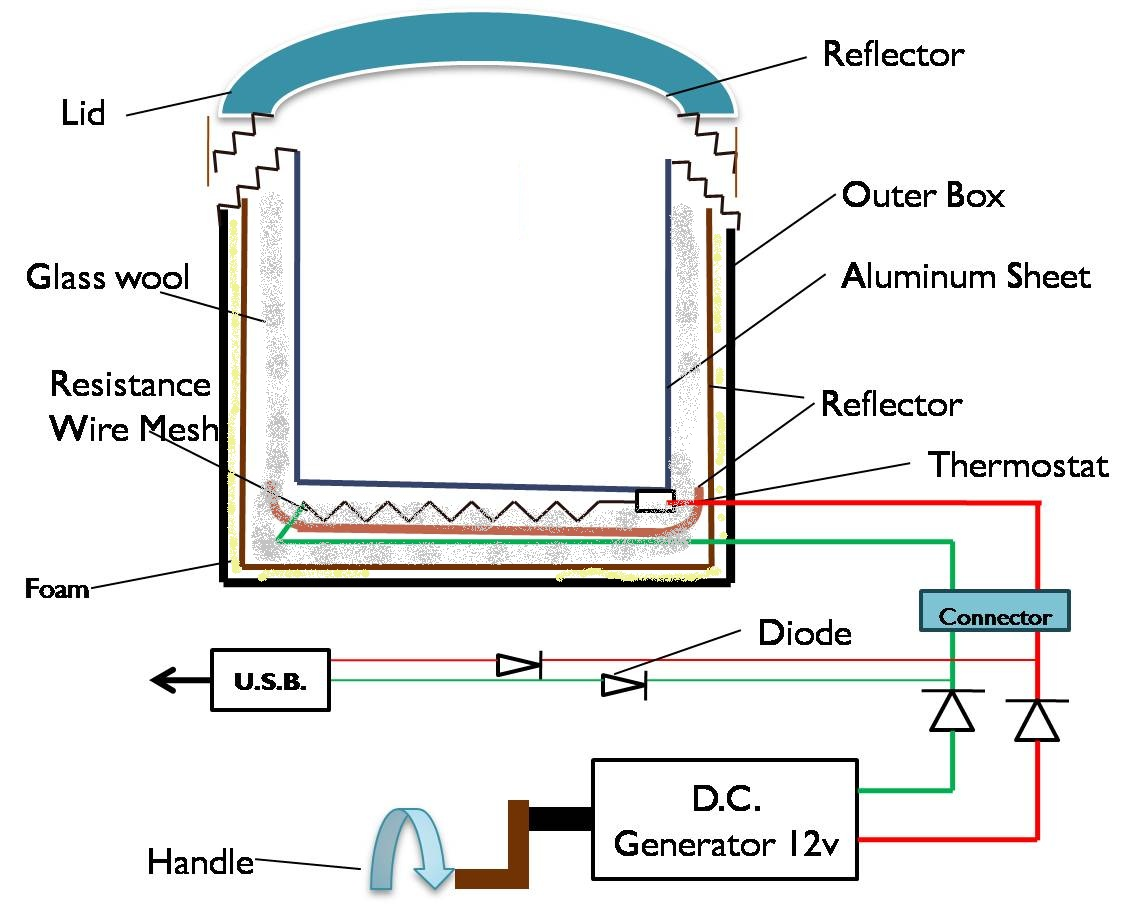 Reflector
Lid
Outer Box
Glass wool
Aluminum Sheet
Resistance
Wire Mesh
Reflector
Thermostat
Foam
Connector
Diode
U.S.B.
D.C.
Generator 12v
Handle